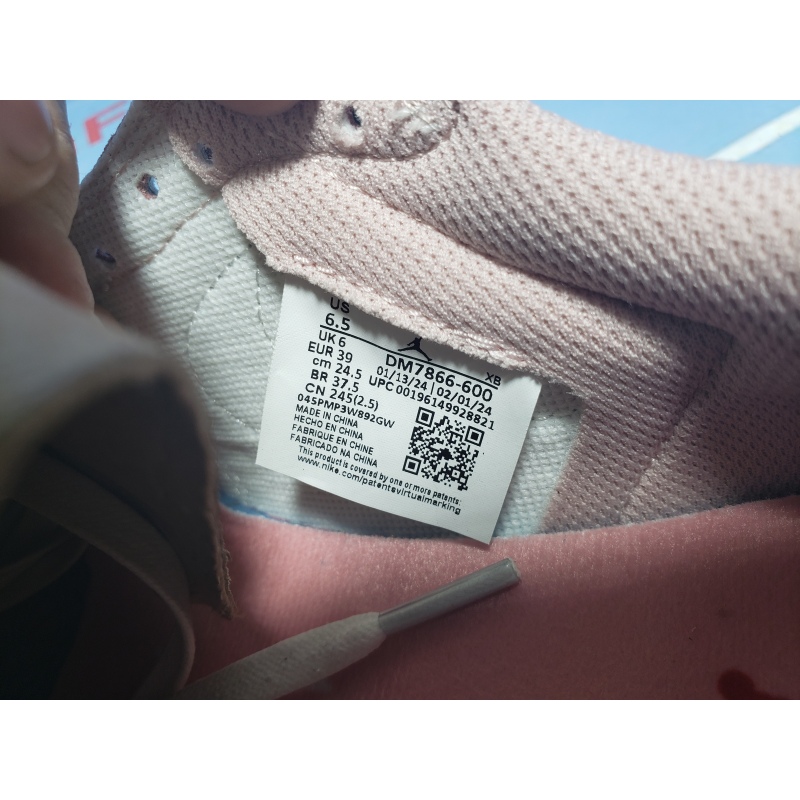 US
6.5
UK 6
EUR 39
cm 24.5
BR 37.5
CN 245(2.5)
DM7866-600
XB
01/13/24 | 02/01/24
UPC 00196149928821
045PMP3W892GW
MADE IN CHINA
HECHO EN CHINA
FABRIQUE EN CHINE
FABRICADO NA CHINA
This product is covered by one or more patents:
www.nike.com/patentsvirtualmarking